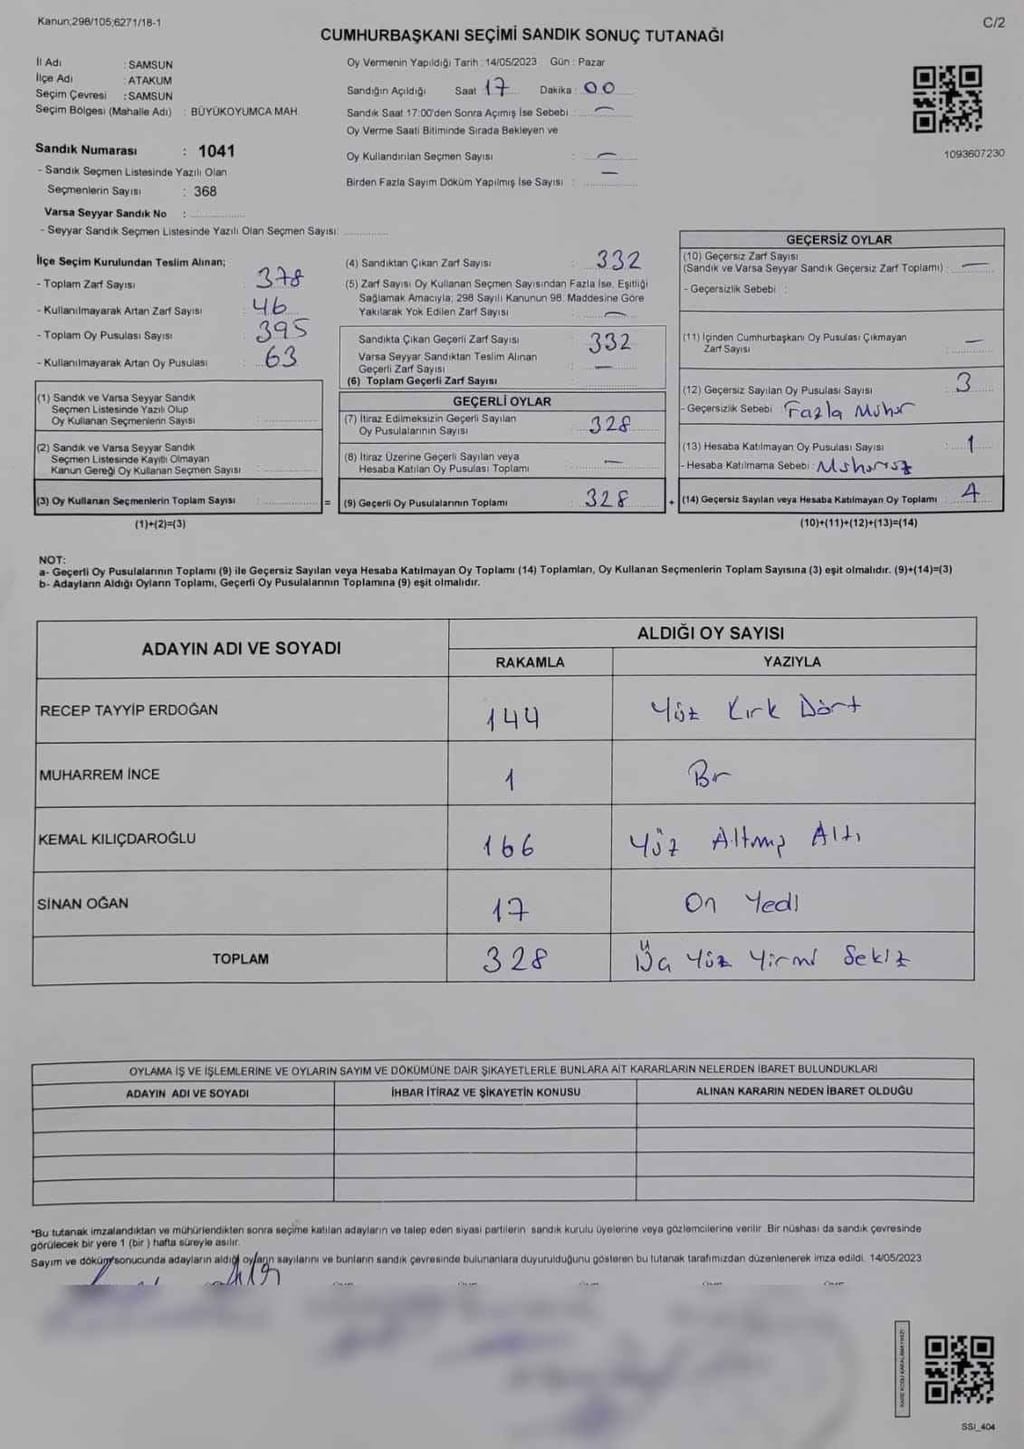 Kanun;298/105;6271/18-1
C/2
CUMHURBAŞKANI SEÇİMİ SANDIK SONUÇ TUTANAĞI
İl Adı : SAMSUN
İlçe Adı : ATAKUM
Seçim Çevresi : SAMSUN
Seçim Bölgesi (Mahalle Adı) : BÜYÜKOYUMCA MAH.
Sandık Numarası : 1041
- Sandık Seçmen Listesinde Yazılı Olan
Seçmenlerin Sayısı : 368
Varsa Seyyar Sandık No :
- Seyyar Sandık Seçmen Listesinde Yazılı Olan Seçmen Sayısı:
Oy Vermenin Yapıldığı Tarih : 14/05/2023 Gün : Pazar
Sandığın Açıldığı Saat 17 Dakika : 00
Sandık Saat 17:00'den Sonra Açılmış İse Sebebi : —
Oy Verme Saati Bitiminde Sırada Bekleyen ve
Oy Kullandırılan Seçmen Sayısı : —
Birden Fazla Sayım Döküm Yapılmış İse Sayısı : —
1093607230
İlçe Seçim Kurulundan Teslim Alınan;
- Toplam Zarf Sayısı : 378
- Kullanılmayarak Artan Zarf Sayısı : 46
- Toplam Oy Pusulası Sayısı : 395
- Kullanılmayarak Artan Oy Pusulası : 63
(1) Sandık ve Varsa Seyyar Sandık
Seçmen Listesinde Yazılı Olup
Oy Kullanan Seçmenlerin Sayısı
(2) Sandık ve Varsa Seyyar Sandık
Seçmen Listesinde Kayıtlı Olmayan
Kanun Gereği Oy Kullanan Seçmen Sayısı
(3) Oy Kullanan Seçmenlerin Toplam Sayısı : =
(1)+(2)=(3)
(4) Sandıktan Çıkan Zarf Sayısı : 332
(5) Zarf Sayısı Oy Kullanan Seçmen Sayısından Fazla İse, Eşitliği
Sağlamak Amacıyla; 298 Sayılı Kanunun 98. Maddesine Göre
Yakılarak Yok Edilen Zarf Sayısı : —
Sandıkta Çıkan Geçerli Zarf Sayısı : 332
Varsa Seyyar Sandıktan Teslim Alınan
Geçerli Zarf Sayısı : —
(6) Toplam Geçerli Zarf Sayısı
GEÇERLİ OYLAR
(7) İtiraz Edilmeksizin Geçerli Sayılan
Oy Pusulalarının Sayısı : 328
(8) İtiraz Üzerine Geçerli Sayılan veya
Hesaba Katılan Oy Pusulası Toplamı : —
(9) Geçerli Oy Pusulalarının Toplamı : 328 +
GEÇERSİZ OYLAR
(10) Geçersiz Zarf Sayısı
(Sandık ve Varsa Seyyar Sandık Geçersiz Zarf Toplamı) : —
- Geçersizlik Sebebi :
(11) İçinden Cumhurbaşkanı Oy Pusulası Çıkmayan
Zarf Sayısı : —
(12) Geçersiz Sayılan Oy Pusulası Sayısı : 3
- Geçersizlik Sebebi : Fazla Mühür
(13) Hesaba Katılmayan Oy Pusulası Sayısı : 1
- Hesaba Katılmama Sebebi : Mühürsüz
(14) Geçersiz Sayılan veya Hesaba Katılmayan Oy Toplamı : 4
(10)+(11)+(12)+(13)=(14)
NOT:
a- Geçerli Oy Pusulalarının Toplamı (9) ile Geçersiz Sayılan veya Hesaba Katılmayan Oy Toplamı (14) Toplamları, Oy Kullanan Seçmenlerin Toplam Sayısına (3) eşit olmalıdır. (9)+(14)=(3)
b- Adayların Aldığı Oyların Toplamı, Geçerli Oy Pusulalarının Toplamına (9) eşit olmalıdır.
ADAYIN ADI VE SOYADI
ALDIĞI OY SAYISI
RAKAMLA YAZIYLA
RECEP TAYYİP ERDOĞAN 144 Yüz Kırk Dört
MUHARREM İNCE 1 Bir
KEMAL KILIÇDAROĞLU 166 Yüz Altmış Altı
SİNAN OĞAN 17 On Yedi
TOPLAM 328 Üç Yüz Yirmi Sekiz
OYLAMA İŞ VE İŞLEMLERİNE VE OYLARIN SAYIM VE DÖKÜMÜNE DAİR ŞİKAYETLERLE BUNLARA AİT KARARLARIN NELERDEN İBARET BULUNDUKLARI
ADAYIN ADI VE SOYADI İHBAR İTİRAZ VE ŞİKAYETİN KONUSU ALINAN KARARIN NEDEN İBARET OLDUĞU
*Bu tutanak imzalandıktan ve mühürlendikten sonra seçime katılan adayların ve talep eden siyasi partilerin sandık kurulu üyelerine veya gözlemcilerine verilir. Bir nüshası da sandık çevresinde
görülecek bir yere 1 (bir ) hafta süreyle asılır.
Sayım ve döküm sonucunda adayların aldığı oyların sayılarını ve bunların sandık çevresinde bulunanlara duyurulduğunu gösteren bu tutanak tarafımızdan düzenlenerek imza edildi. 14/05/2023
SSI_404